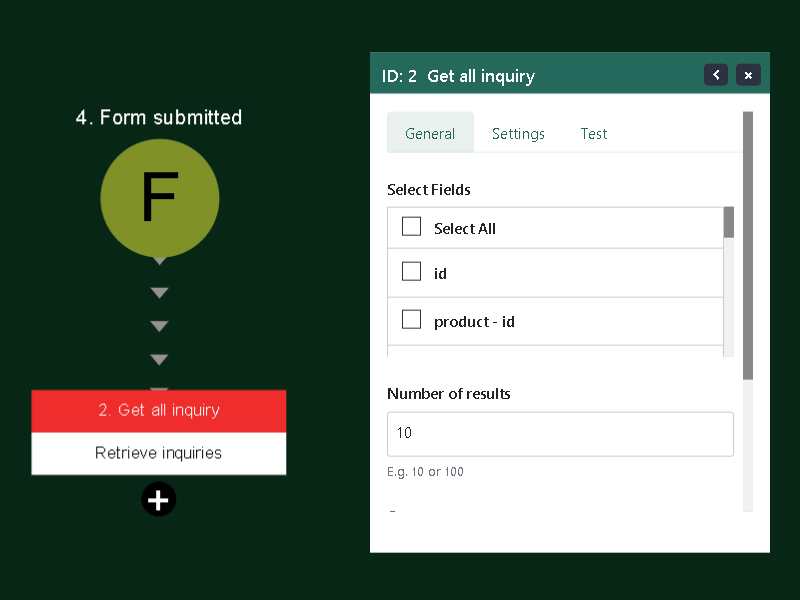 4. Form submitted
F
2. Get all inquiry
Retrieve inquiries
ID: 2 Get all inquiry
General Settings Test
Select Fields
Select All
id
product - id
Number of results
10
E.g. 10 or 100